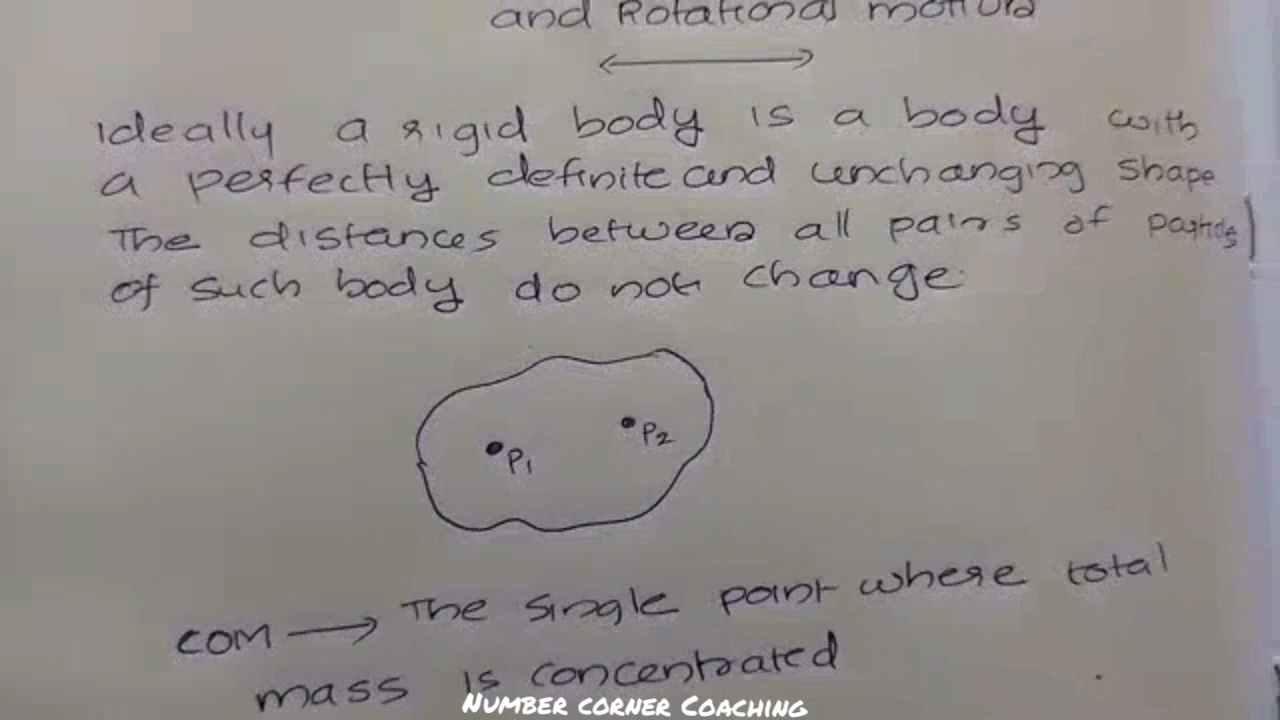 and Rotational motion
ideally a rigid body is a body with
a perfectly definite and unchanging shape
The distances between all pairs of particles
of such body do not change.
P1
P2
COM → The single point where total
mass is concentrated
NUMBER CORNER COACHING